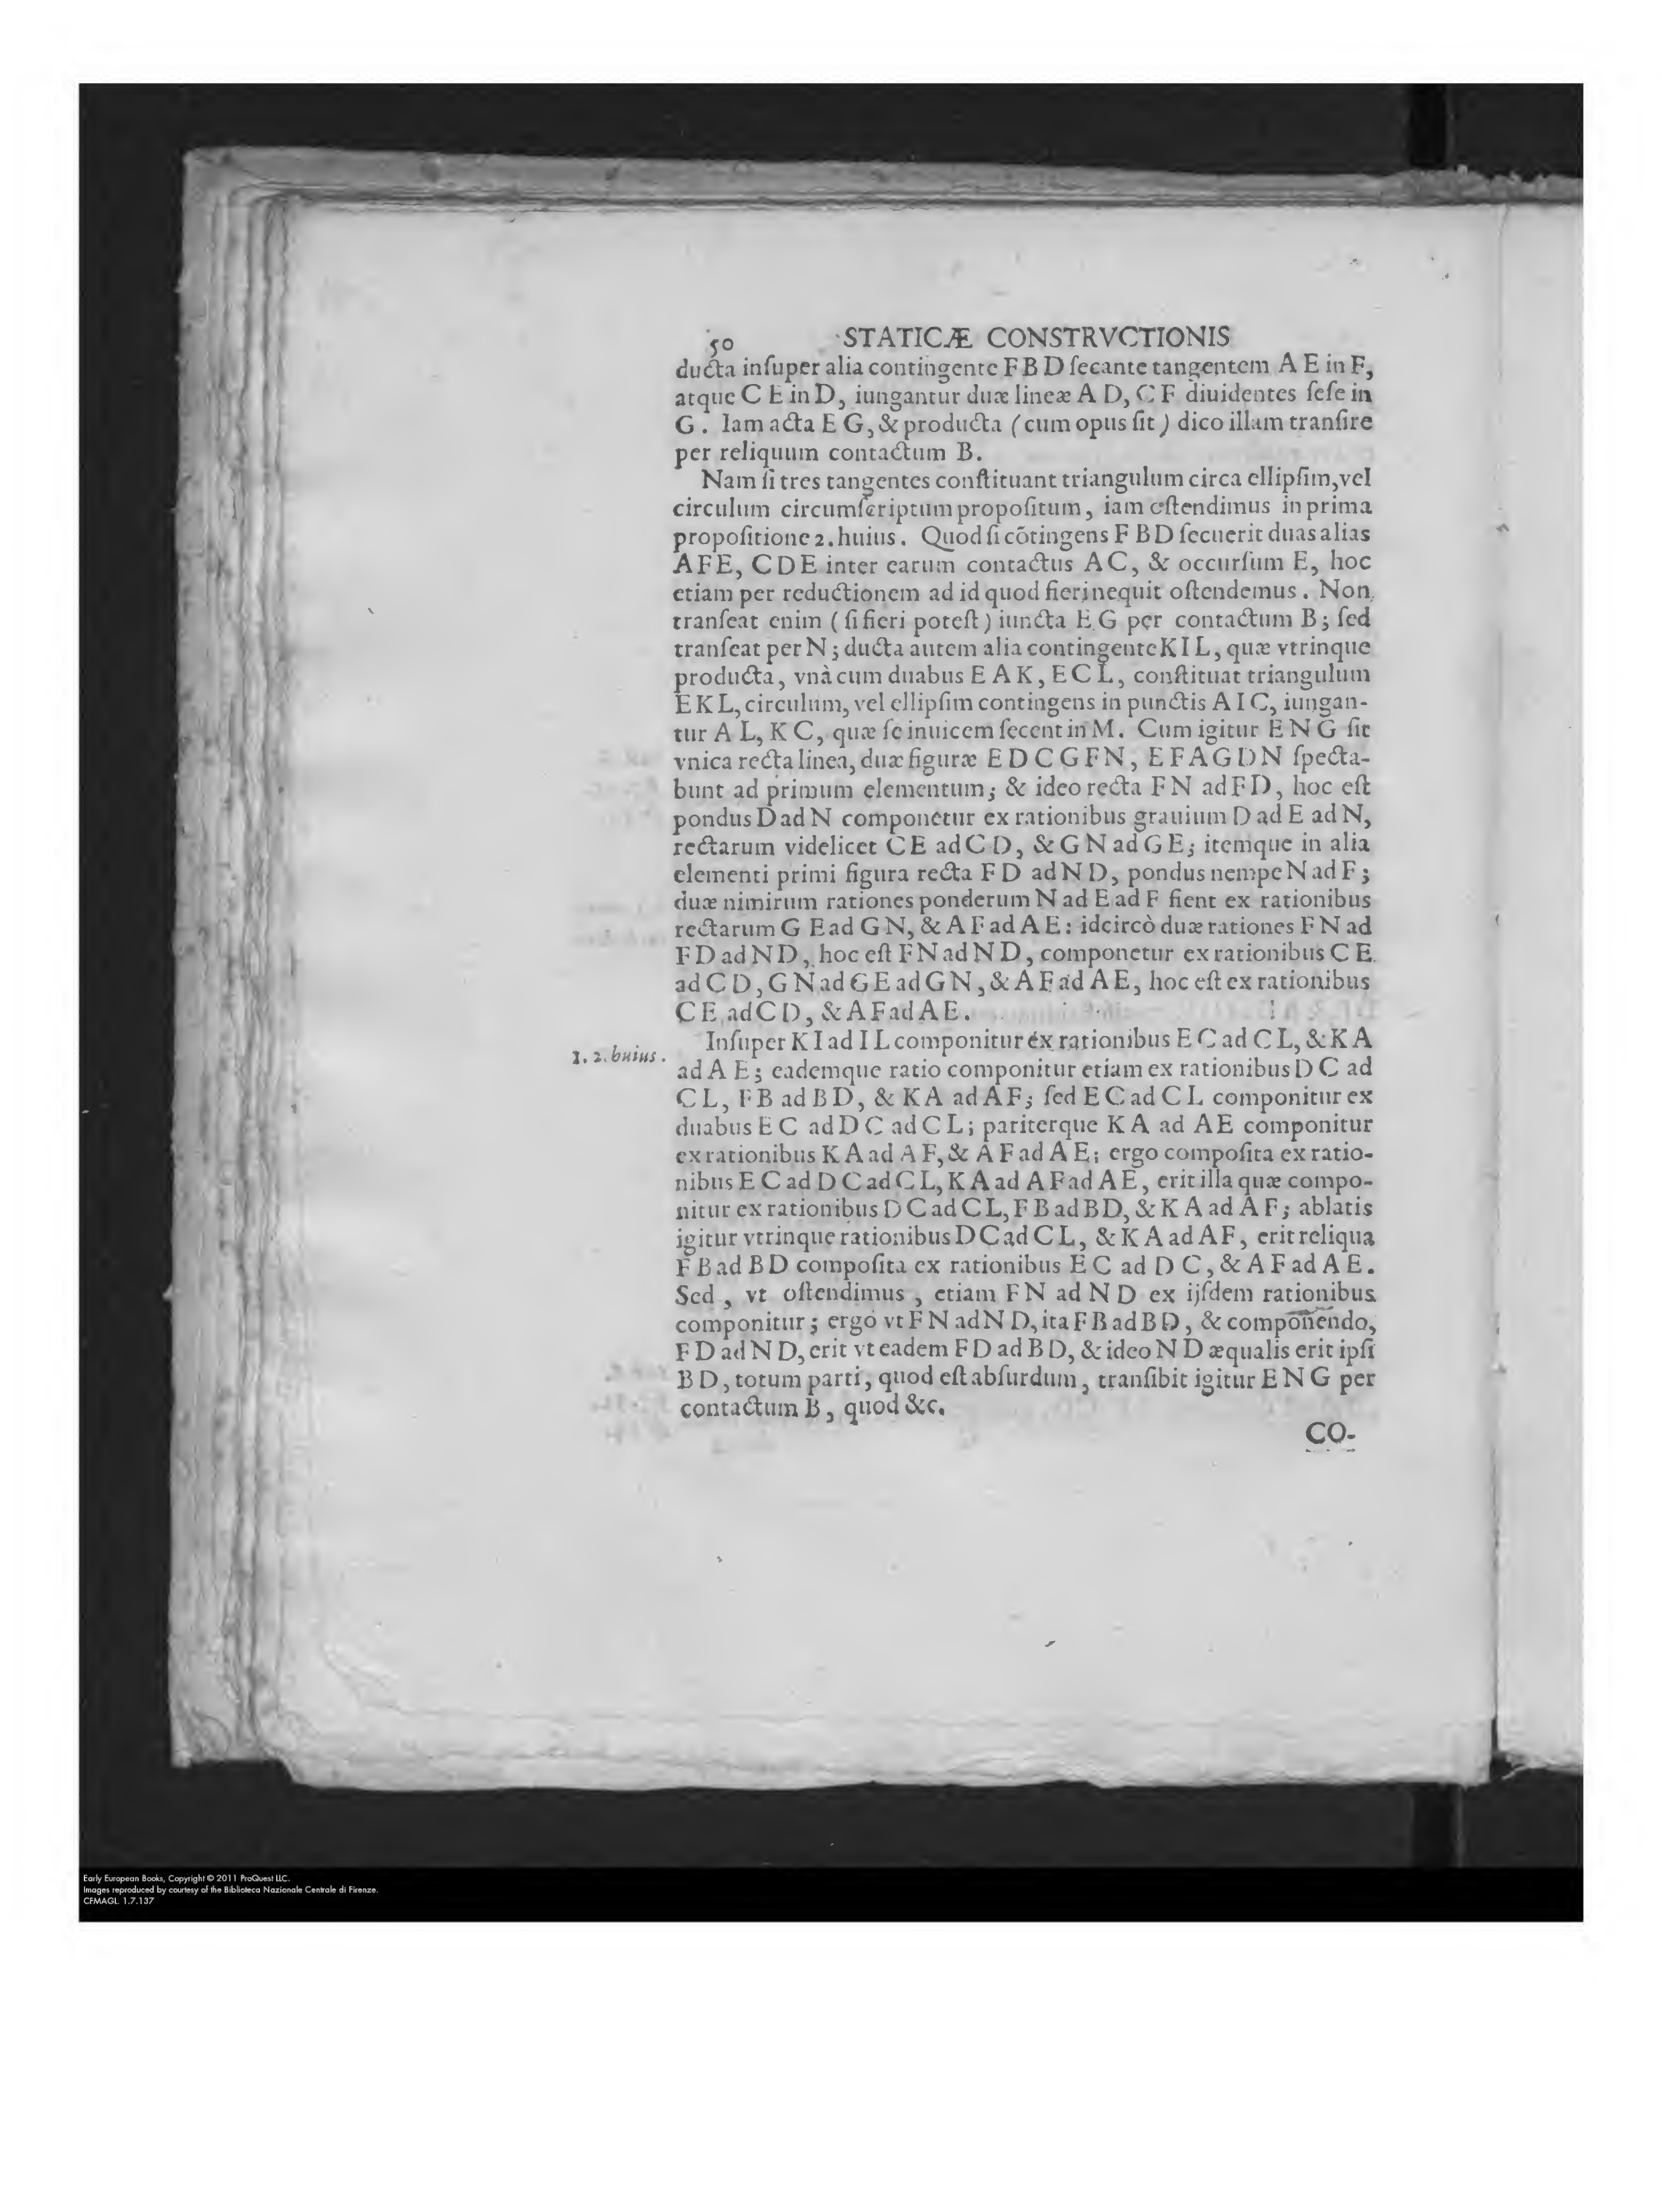 50 STATICÆ CONSTRVCTIONIS
ducta inſuper alia contingente F B D ſecante tangentem A E in F,
atque C E in D, iungantur duæ lineæ A D, C F diuidentes ſeſe in
G. Iam acta E G, & producta (cum opus ſit) dico illam tranſire
per reliquum contactum B.
Nam ſi tres tangentes conſtituant triangulum circa ellipſim, vel
circulum circumſcriptum propoſitum, iam oſtendimus in prima
propoſitione 2. huius. Quod ſi cōtingens F B D ſecuerit duas alias
AFE, CDE inter earum contactus AC, & occurſum E, hoc
etiam per reductionem ad id quod fieri nequit oſtendemus. Non
tranſeat enim (ſi fieri poteſt) iuncta E G per contactum B; ſed
tranſeat per N; ducta autem alia contingente K I L, quæ vtrinque
producta, vnà cum duabus E A K, E C L, conſtituat triangulum
E K L, circulum, vel ellipſim contingens in punctis A I C, iungan-
tur A L, K C, quæ ſe inuicem ſecent in M. Cum igitur E N G ſit
vnica recta linea, duæ figuræ E D C G F N, E F A G D N ſpecta-
bunt ad primum elementum; & ideo recta F N ad F D, hoc eſt
pondus D ad N componetur ex rationibus grauium D ad E ad N,
rectarum videlicet C E ad C D, & G N ad G E; itemque in alia
elementi primi figura recta F D ad N D, pondus nempe N ad F;
duæ nimirum rationes ponderum N ad E ad F fient ex rationibus
rectarum G E ad G N, & A F ad A E: idcircò duæ rationes F N ad
F D ad N D, hoc eſt F N ad N D, componetur ex rationibus C E
ad C D, G N ad G E ad G N, & A F ad A E, hoc eſt ex rationibus
C E ad C D, & A F ad A E.
Inſuper K I ad I L componitur ex rationibus E C ad C L, & K A
1. 2. huius.
ad A E; eademque ratio componitur etiam ex rationibus D C ad
C L, F B ad B D, & K A ad A F; ſed E C ad C L componitur ex
duabus E C ad D C ad C L; pariterque K A ad A E componitur
ex rationibus K A ad A F, & A F ad A E; ergo compoſita ex ratio-
nibus E C ad D C ad C L, K A ad A F ad A E, erit illa quæ compo-
nitur ex rationibus D C ad C L, F B ad B D, & K A ad A F; ablatis
igitur vtrinque rationibus D C ad C L, & K A ad A F, erit reliqua
F B ad B D compoſita ex rationibus E C ad D C, & A F ad A E.
Sed, vt oſtendimus, etiam F N ad N D ex ijſdem rationibus
componitur; ergo vt F N ad N D, ita F B ad B D, & componendo,
F D ad N D, erit vt eadem F D ad B D, & ideo N D æqualis erit ipſi
B D, totum parti, quod eſt abſurdum, tranſibit igitur E N G per
contactum B, quod &c.
CO-
Early European Books, Copyright © 2011 ProQuest LLC.
Images reproduced by courtesy of the Biblioteca Nazionale Centrale di Firenze.
CFMAGL 1.7.137